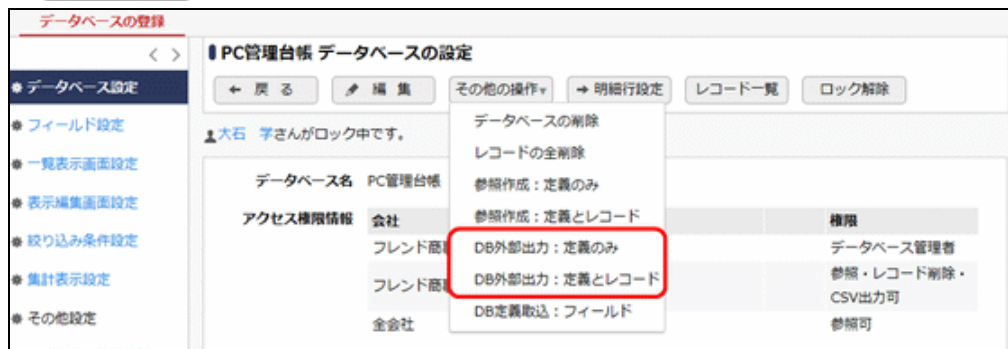 データベースの登録
< >
PC管理台帳 データベースの設定
データベース設定
← 戻 る
編 集
その他の操作▾
→ 明細行設定
レコード一覧
ロック解除
フィールド設定
一覧表示画面設定
表示編集画面設定
絞り込み条件設定
集計表示設定
その他設定
大石 学さんがロック中です。
データベースの削除
レコードの全削除
参照作成：定義のみ
参照作成：定義とレコード
DB外部出力：定義のみ
DB外部出力：定義とレコード
DB定義取込：フィールド
データベース名 PC管理台帳
アクセス権限情報 会社 権限
フレンド商 データベース管理者
フレンド商 参照・レコード削除・
CSV出力可
全会社 参照可